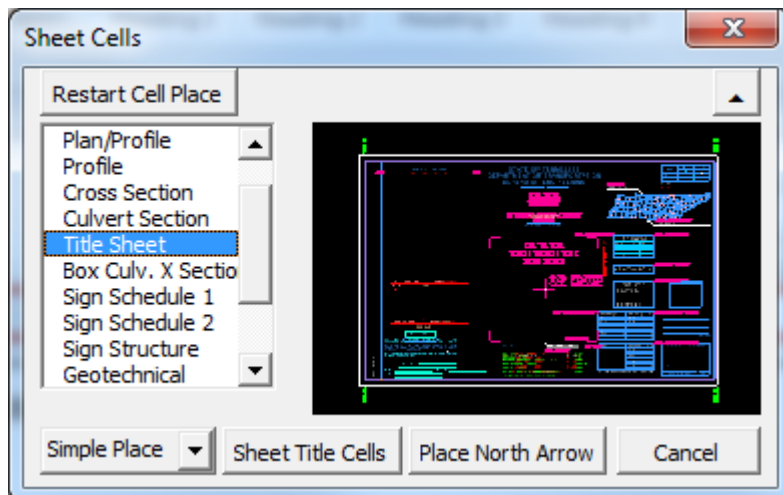 Sheet Cells
Restart Cell Place
Plan/Profile
Profile
Cross Section
Culvert Section
Title Sheet
Box Culv. X Sectio
Sign Schedule 1
Sign Schedule 2
Sign Structure
Geotechnical
Simple Place
Sheet Title Cells
Place North Arrow
Cancel